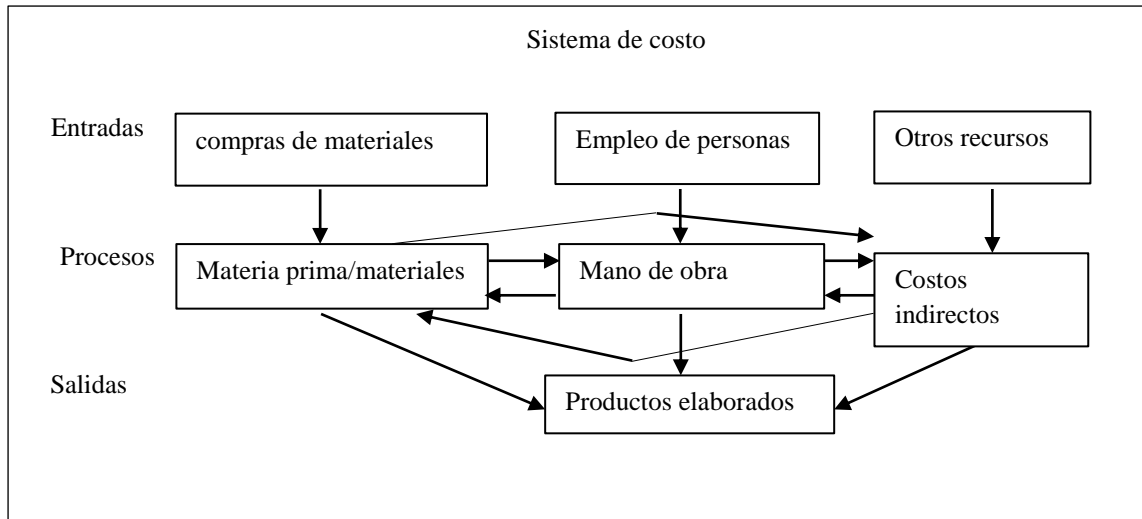 Sistema de costo
Entradas
compras de materiales
Empleo de personas
Otros recursos
Procesos
Materia prima/materiales
Mano de obra
Costos
indirectos
Salidas
Productos elaborados